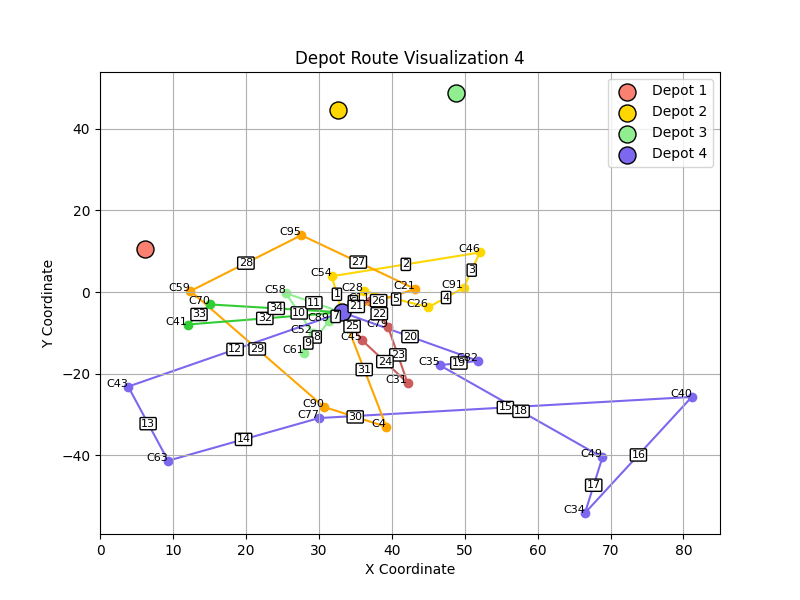 Depot Route Visualization 4
Depot 1
Depot 2
Depot 3
Depot 4
Y Coordinate
40
20
0
−20
−40
0
10
20
30
40
50
60
70
80
X Coordinate
C95
C46
C54
C59
C58
C28
C21
C91
C70
C26
C41
C89
C79
C52
C45
C61
C35
C82
C31
C43
C40
C90
C77
C4
C63
C49
C34
1
2
3
4
5
7
8
9
10
11
12
13
14
15
16
17
18
19
20
21
22
23
24
25
26
27
28
29
30
31
32
33
34